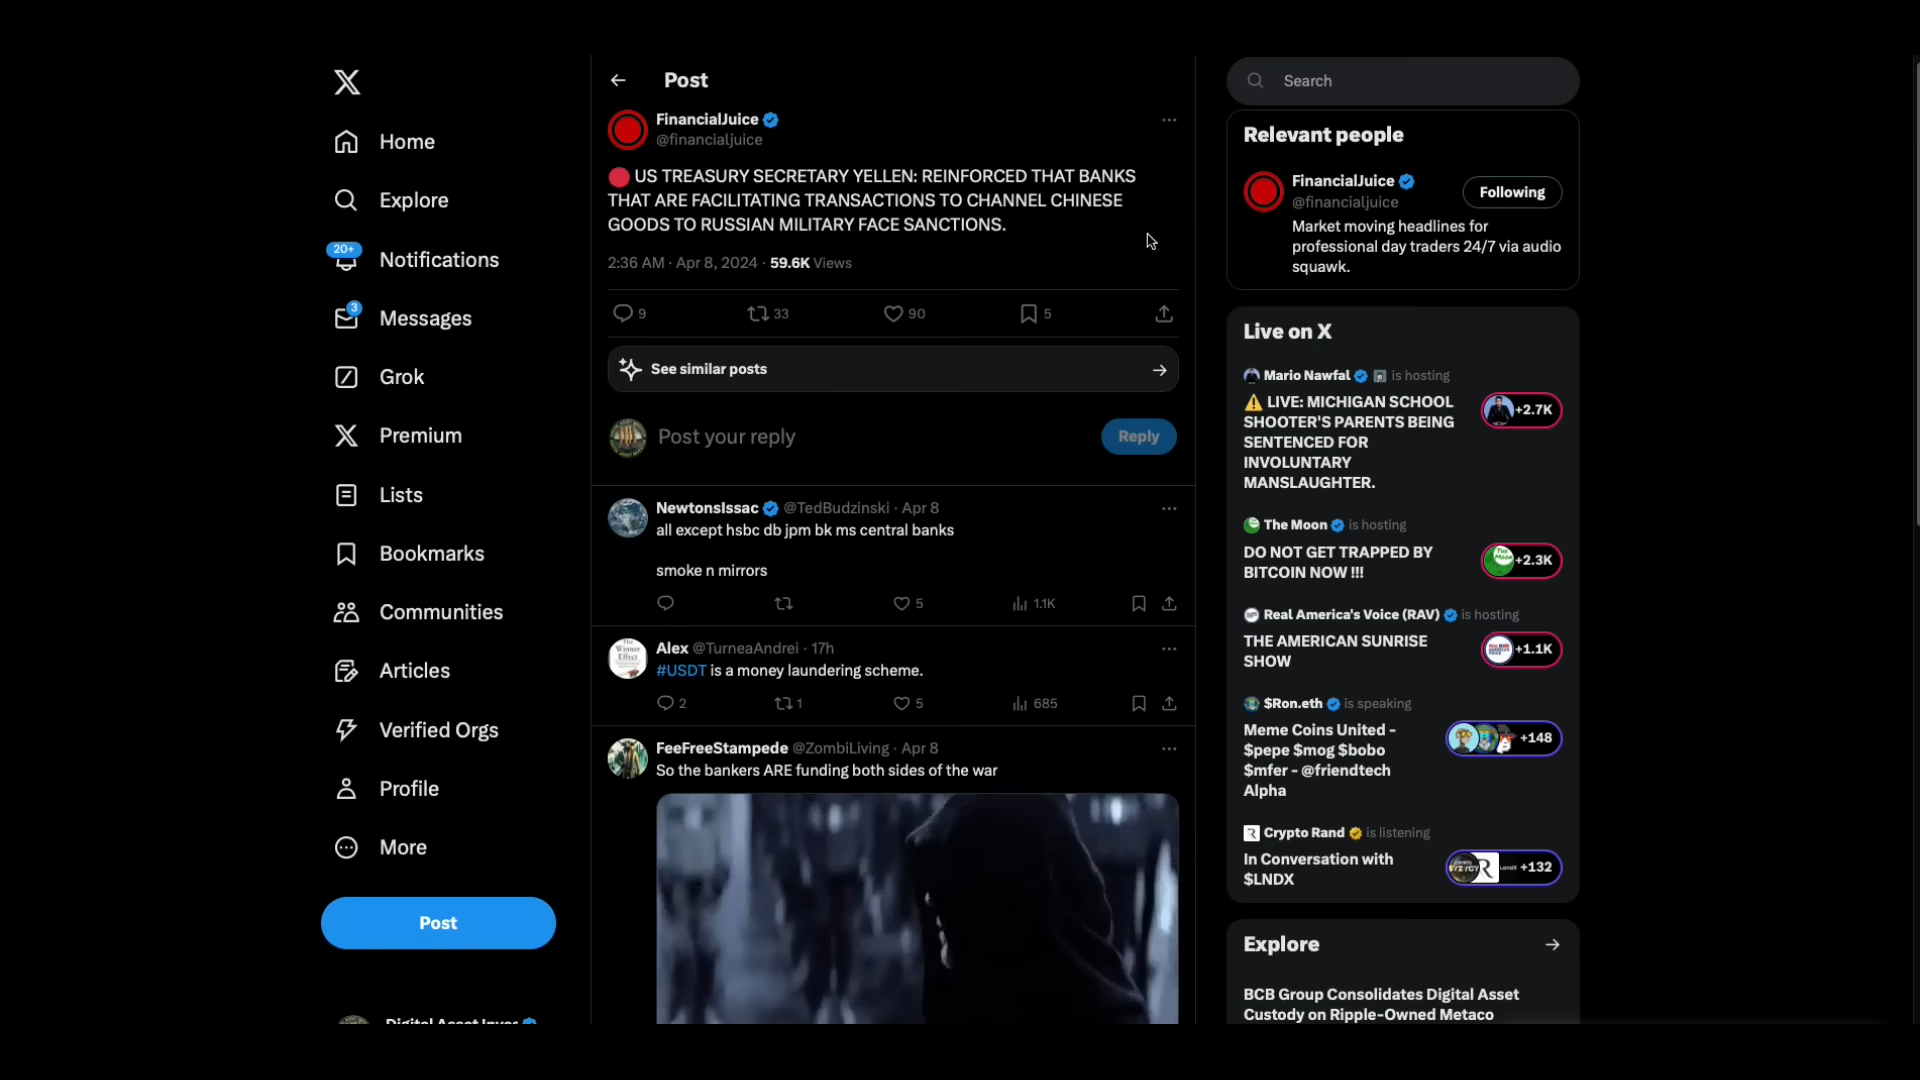 Home
Explore
20+
Notifications
3
Messages
Grok
Premium
Lists
Bookmarks
Communities
Articles
Verified Orgs
Profile
More
Post
Digital Asset Inves
Post
FinancialJuice
@financialjuice
US TREASURY SECRETARY YELLEN: REINFORCED THAT BANKS
THAT ARE FACILITATING TRANSACTIONS TO CHANNEL CHINESE
GOODS TO RUSSIAN MILITARY FACE SANCTIONS.
2:36 AM · Apr 8, 2024 · 59.6K Views
9 33 90 5
See similar posts
Post your reply
Reply
NewtonsIssac @TedBudzinski · Apr 8
all except hsbc db jpm bk ms central banks
smoke n mirrors
5 1.1K
Winner
Effect
Alex @TurneaAndrei · 17h
#USDT is a money laundering scheme.
2 1 5 685
FeeFreeStampede @ZombiLiving · Apr 8
So the bankers ARE funding both sides of the war
Search
Relevant people
FinancialJuice
@financialjuice
Following
Market moving headlines for
professional day traders 24/7 via audio
squawk.
Live on X
Mario Nawfal is hosting
LIVE: MICHIGAN SCHOOL
SHOOTER'S PARENTS BEING
SENTENCED FOR
INVOLUNTARY
MANSLAUGHTER.
+2.7K
The Moon is hosting
DO NOT GET TRAPPED BY
BITCOIN NOW !!!
+2.3K
Real America's Voice (RAV) is hosting
THE AMERICAN SUNRISE
SHOW
+1.1K
$Ron.eth is speaking
Meme Coins United -
$pepe $mog $bobo
$mfer - @friendtech
Alpha
+148
Crypto Rand is listening
In Conversation with
$LNDX
+132
Explore
BCB Group Consolidates Digital Asset
Custody on Ripple-Owned Metaco